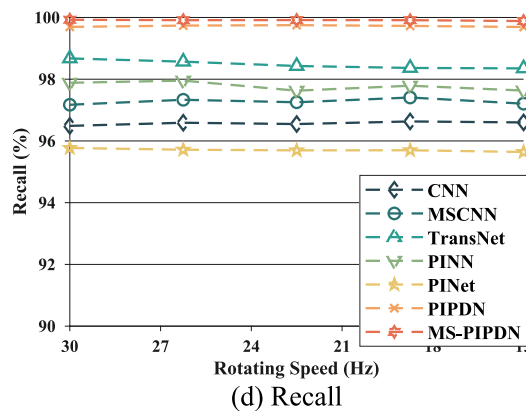 100
98
96
94
92
90
Recall (%)
CNN
MSCNN
TransNet
PINN
PINet
PIPDN
MS-PIPDN
30 27 24 21 18
Rotating Speed (Hz)
(d) Recall